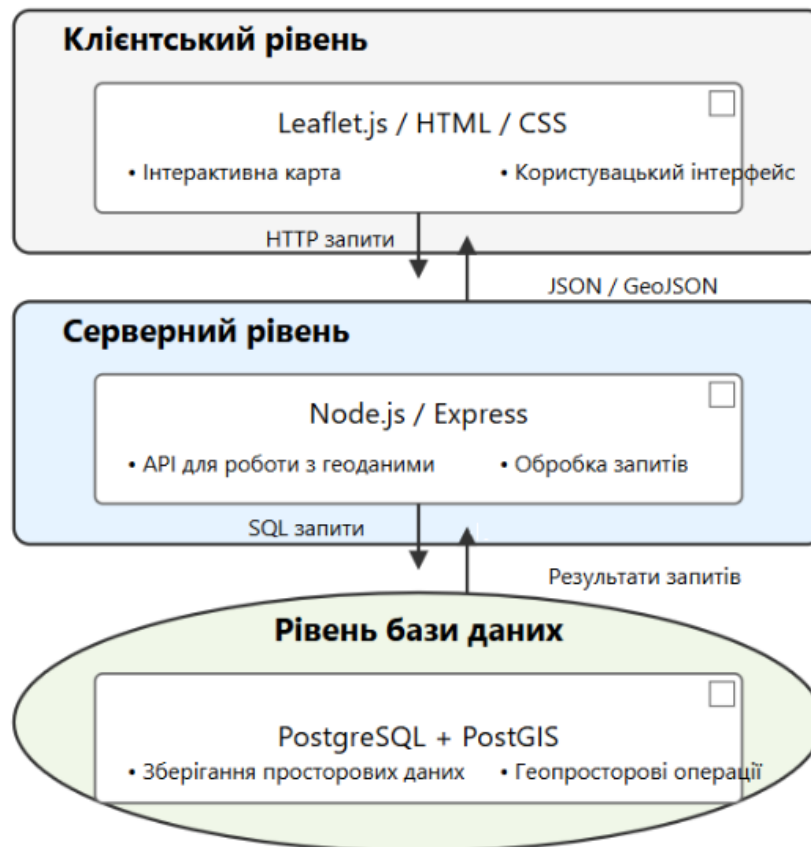 Клієнтський рівень
Leaflet.js / HTML / CSS
• Інтерактивна карта
• Користувацький інтерфейс
HTTP запити
JSON / GeoJSON
Серверний рівень
Node.js / Express
• API для роботи з геоданими
• Обробка запитів
SQL запити
Результати запитів
Рівень бази даних
PostgreSQL + PostGIS
• Зберігання просторових даних
• Геопросторові операції